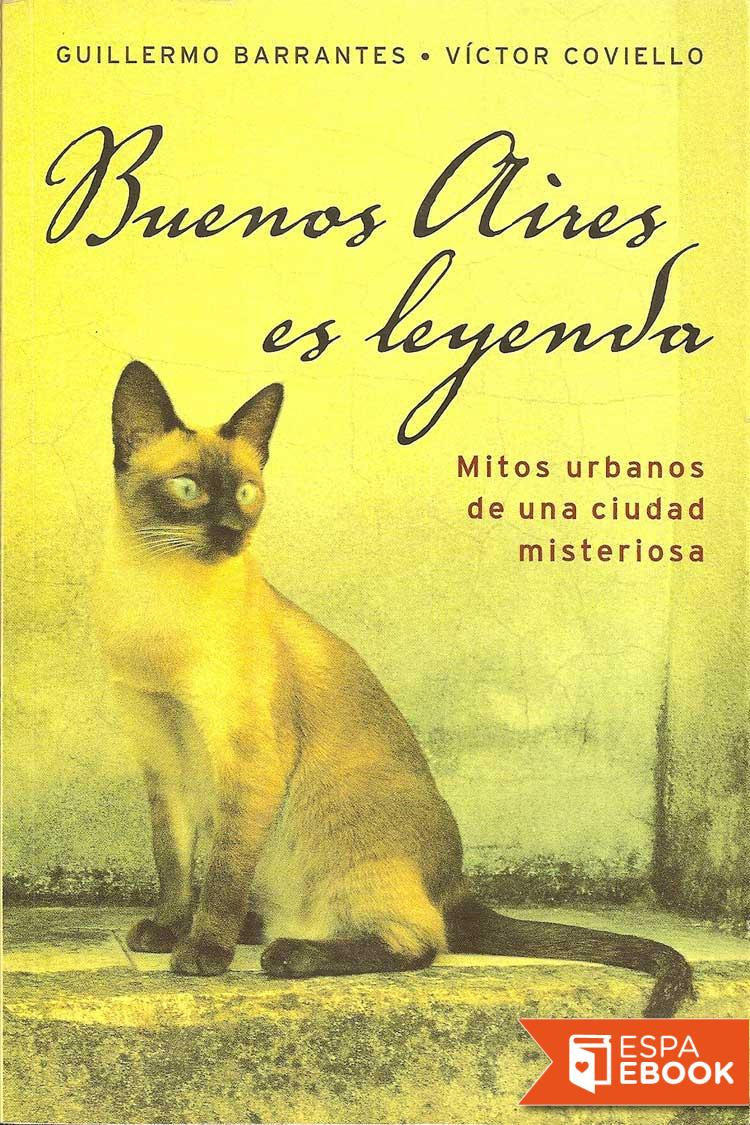 GUILLERMO BARRANTES • VÍCTOR COVIELLO
Buenos Aires
es leyenda
Mitos urbanos
de una ciudad
misteriosa
ESPA
EBOOK